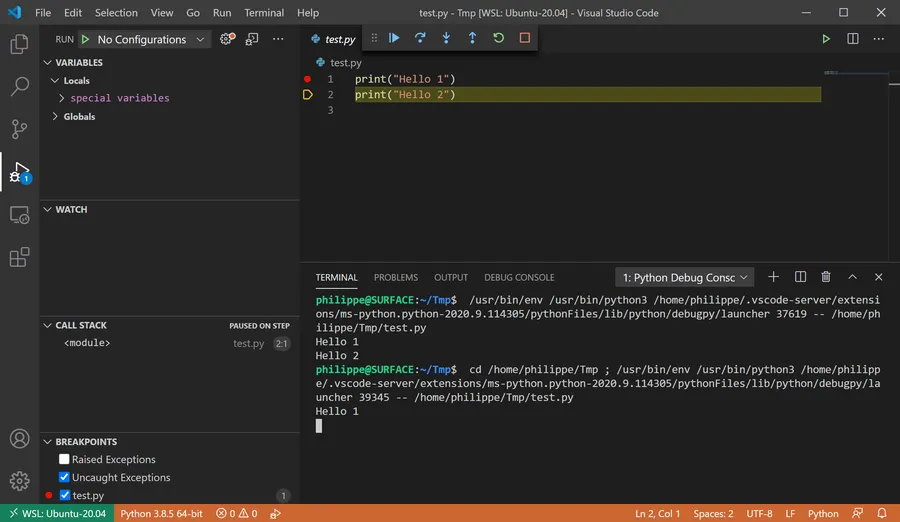 File Edit Selection View Go Run Terminal Help test.py - Tmp [WSL: Ubuntu-20.04] - Visual Studio Code
RUN No Configurations
VARIABLES
Locals
special variables
Globals
WATCH
CALL STACK PAUSED ON STEP
<module> test.py 2:1
BREAKPOINTS
Raised Exceptions
Uncaught Exceptions
test.py 1
1
test.py
test.py
1 print("Hello 1")
2 print("Hello 2")
3
TERMINAL PROBLEMS OUTPUT DEBUG CONSOLE 1: Python Debug Consc
philippe@SURFACE:~/Tmp$ /usr/bin/env /usr/bin/python3 /home/philippe/.vscode-server/extensi
ons/ms-python.python-2020.9.114305/pythonFiles/lib/python/debugpy/launcher 37619 -- /home/ph
ilippe/Tmp/test.py
Hello 1
Hello 2
philippe@SURFACE:~/Tmp$ cd /home/philippe/Tmp ; /usr/bin/env /usr/bin/python3 /home/philipp
e/.vscode-server/extensions/ms-python.python-2020.9.114305/pythonFiles/lib/python/debugpy/la
uncher 39345 -- /home/philippe/Tmp/test.py
Hello 1
WSL: Ubuntu-20.04 Python 3.8.5 64-bit 0 0 Ln 2, Col 1 Spaces: 2 UTF-8 LF Python